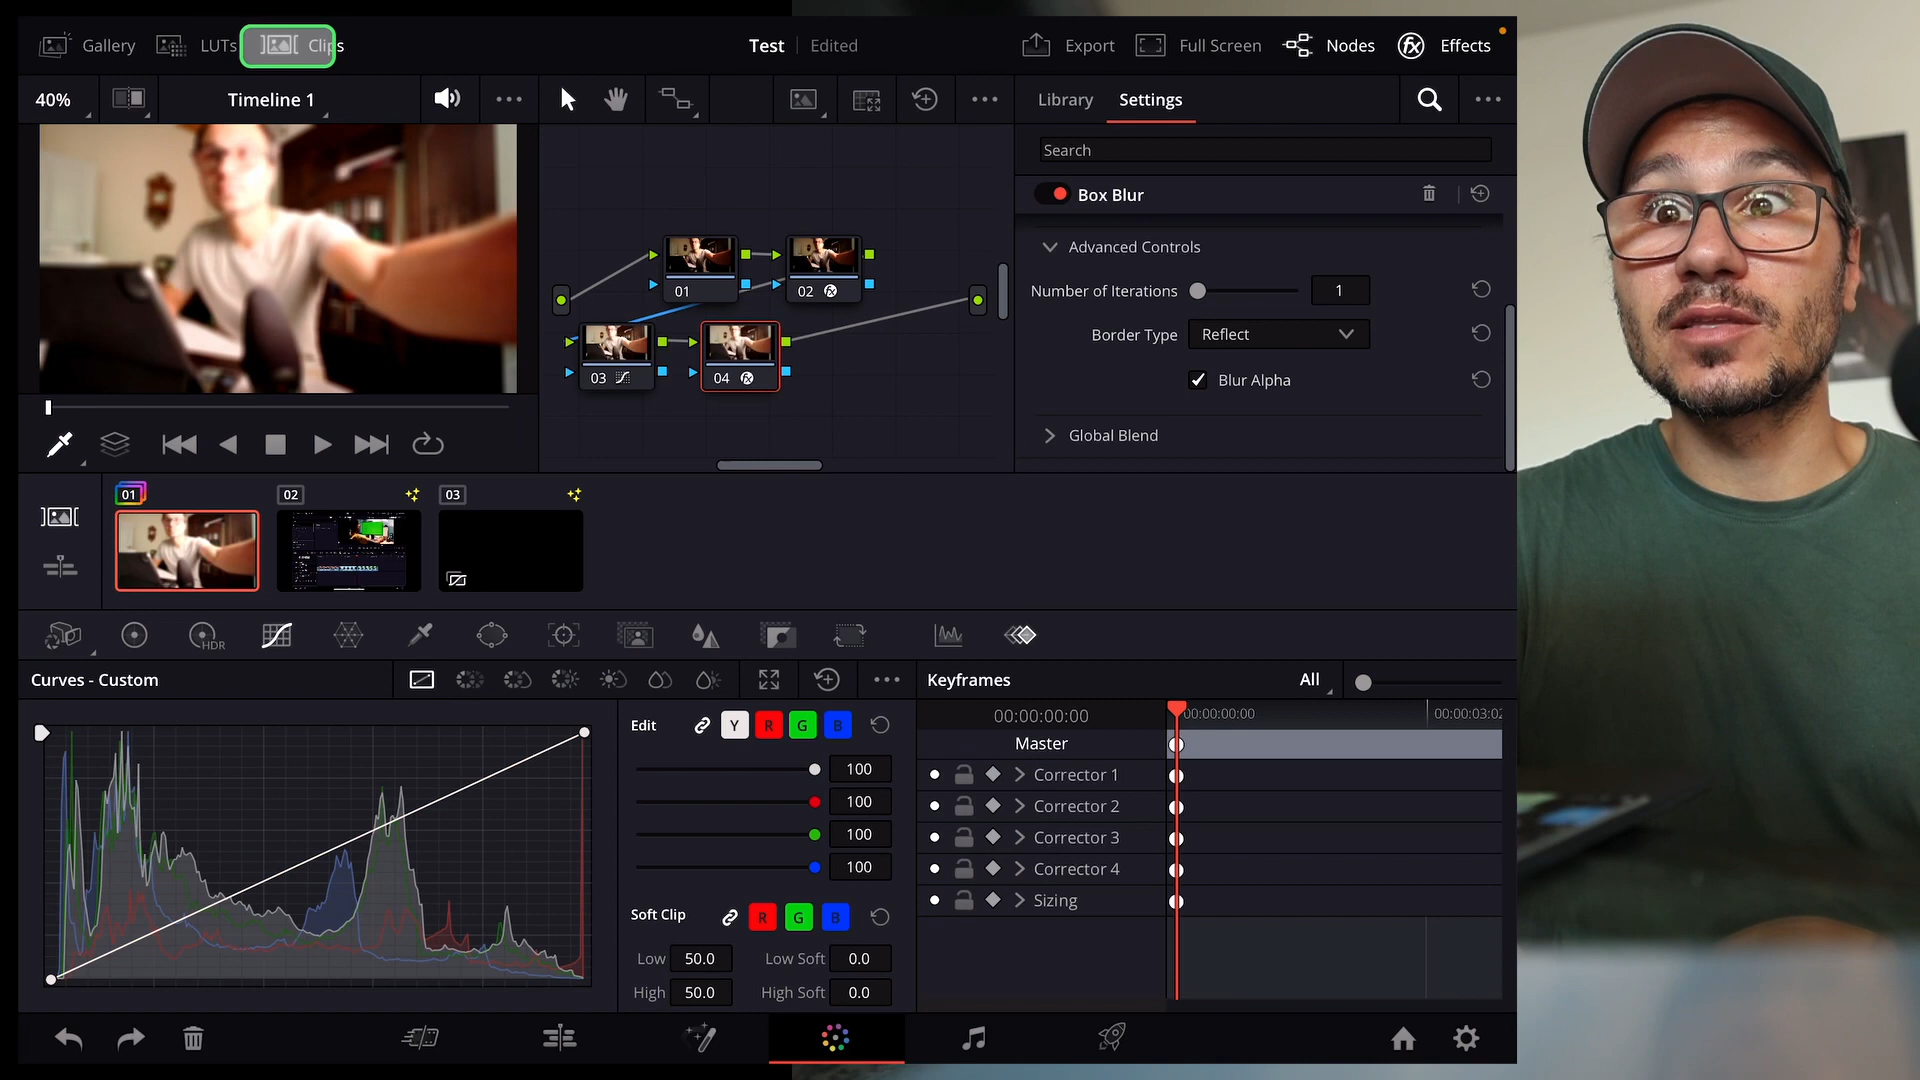 Gallery LUTs Clips Test Edited Export Full Screen Nodes Effects
40% Timeline 1 Library Settings
Search
Box Blur
Advanced Controls
Number of Iterations 1
Border Type Reflect
Blur Alpha
Global Blend
01
02
03
04
01 02 03
HDR
Curves - Custom Keyframes All
Edit Y R G B
100
100
100
100
Soft Clip R G B
Low 50.0 Low Soft 0.0
High 50.0 High Soft 0.0
00:00:00:00 00:00:00:00 00:00:03:02
Master
Corrector 1
Corrector 2
Corrector 3
Corrector 4
Sizing